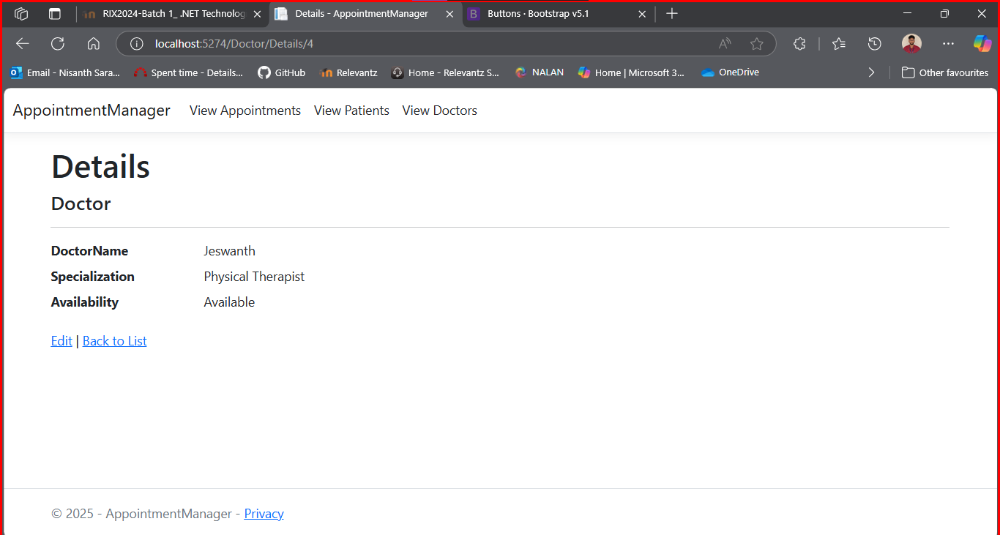 RIX2024-Batch 1_ .NET Technolog
Details - AppointmentManager
B
Buttons · Bootstrap v5.1
localhost:5274/Doctor/Details/4
Email - Nisanth Sara...
Spent time - Details...
GitHub
Relevantz
Home - Relevantz S...
NALAN
Home | Microsoft 3...
OneDrive
Other favourites
AppointmentManager
View Appointments
View Patients
View Doctors
Details
Doctor
DoctorName Jeswanth
Specialization Physical Therapist
Availability Available
Edit | Back to List
© 2025 - AppointmentManager - Privacy